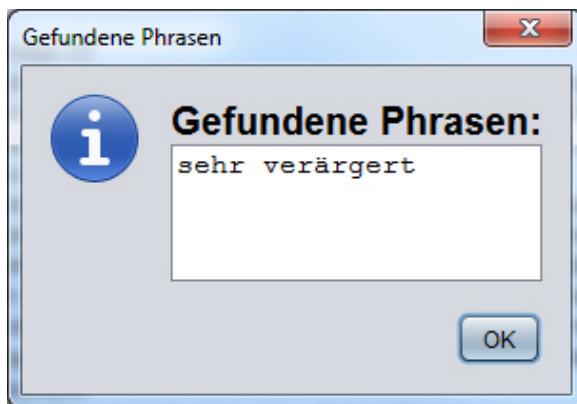 Gefundene Phrasen
Gefundene Phrasen:
sehr verärgert
OK